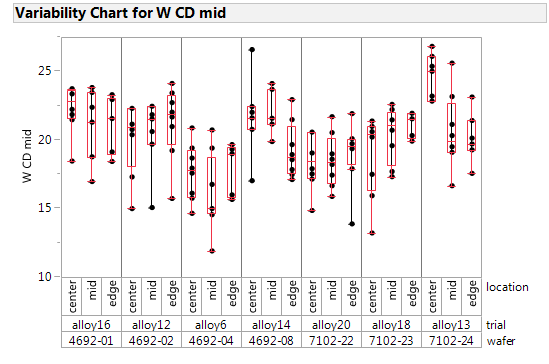 Variability Chart for W CD mid
25
20
15
10
W CD mid
center mid edge center mid edge center mid edge center mid edge center mid edge center mid edge center mid edge location
alloy16 alloy12 alloy6 alloy14 alloy20 alloy18 alloy13 trial
4692-01 4692-02 4692-04 4692-08 7102-22 7102-23 7102-24 wafer